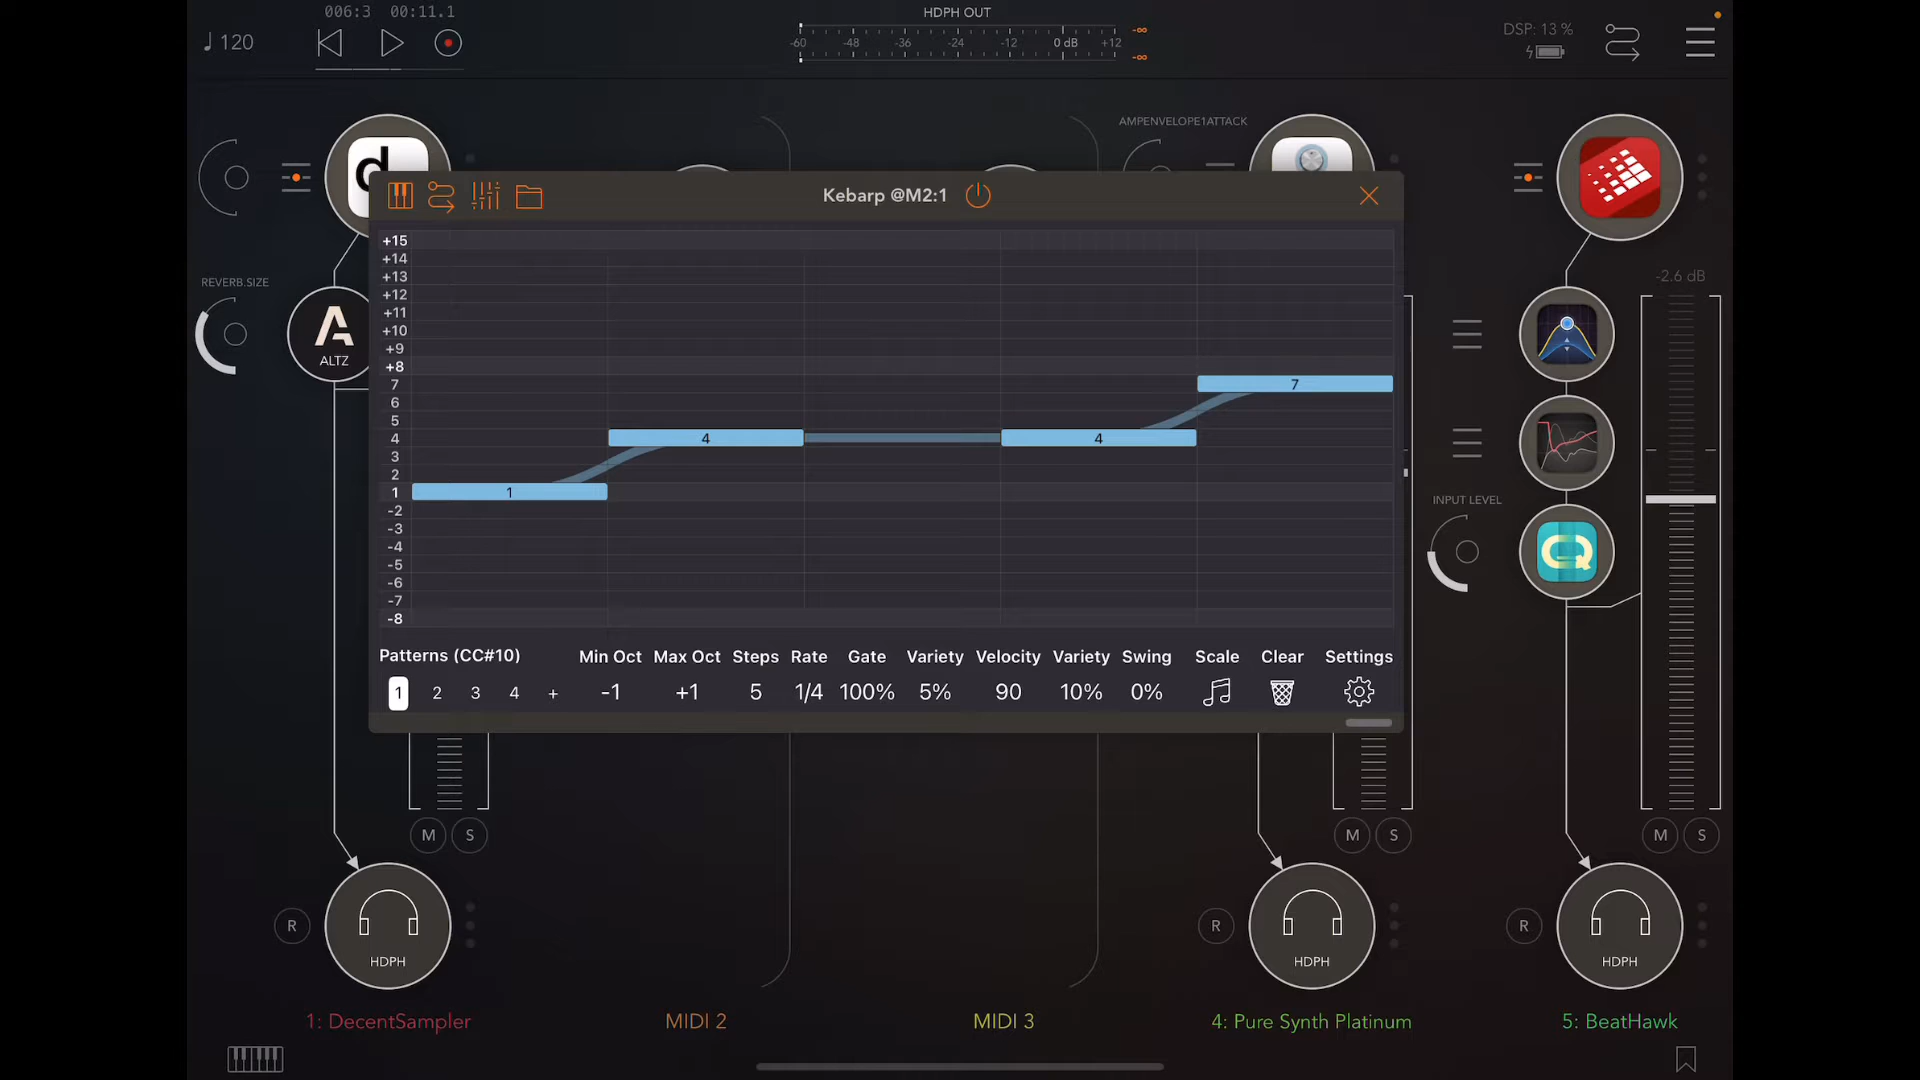 006:3 00:11.1
120
HDPH OUT
-60 -48 -36 -24 -12 0 dB +12
-∞
-∞
DSP: 13 %
AMPENVELOPE1ATTACK
d
Kebarp @M2:1
REVERB.SIZE
ALTZ
-2.6 dB
+15
+14
+13
+12
+11
+10
+9
+8
7 7
6
5
4 4 4
3
2
1 1
-2
-3
-4
-5
-6
-7
-8
INPUT LEVEL
Patterns (CC#10) Min Oct Max Oct Steps Rate Gate Variety Velocity Variety Swing Scale Clear Settings
1 2 3 4 + -1 +1 5 1/4 100% 5% 90 10% 0%
M S M S M S
R R R
HDPH HDPH HDPH
1: DecentSampler MIDI 2 MIDI 3 4: Pure Synth Platinum 5: BeatHawk